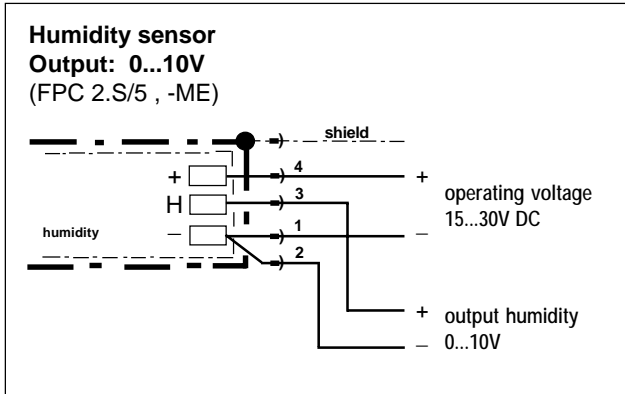 Humidity sensor
Output: 0...10V
(FPC 2.S/5 , -ME)
shield
+ 4 +
H 3
operating voltage
15...30V DC
humidity − 1 −
2
+ output humidity
− 0...10V